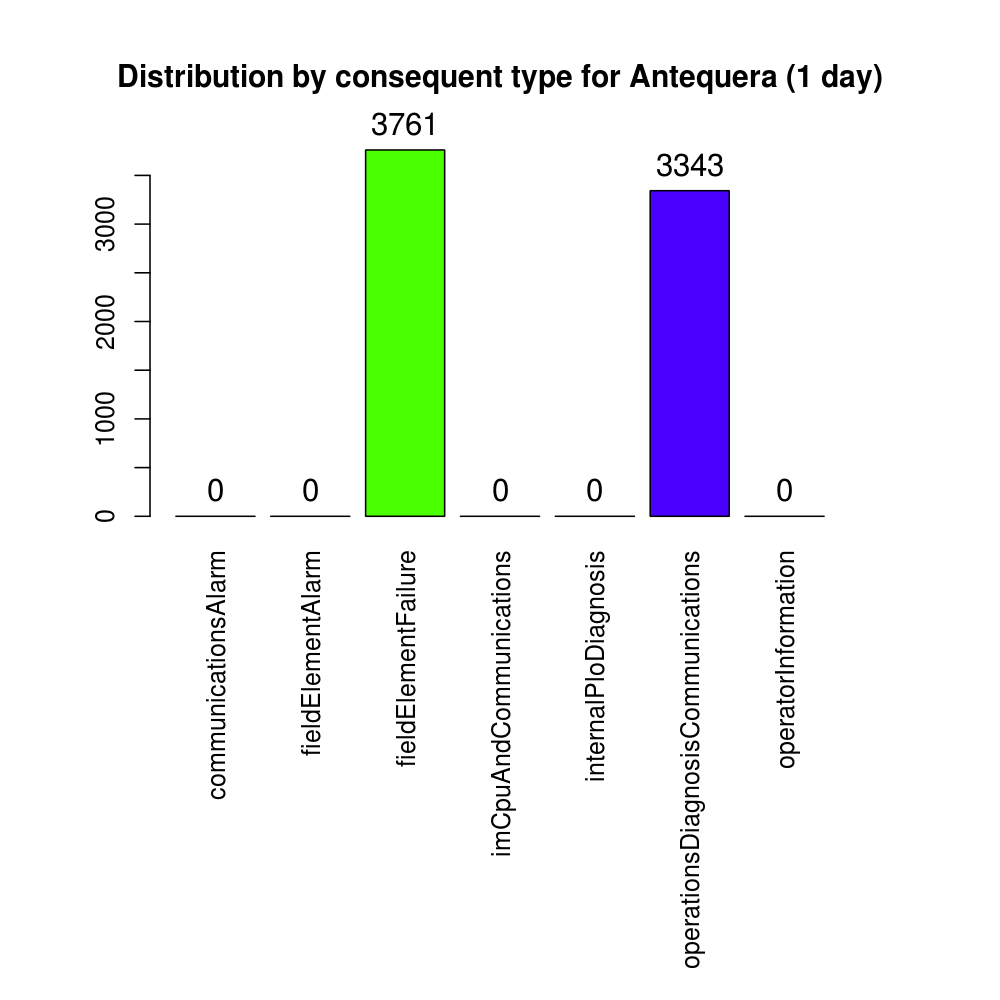 Distribution by consequent type for Antequera (1 day)
3761
3343
3000
2000
1000
0
0
0
0
0
0
communicationsAlarm
fieldElementAlarm
fieldElementFailure
imCpuAndCommunications
internalPloDiagnosis
operationsDiagnosisCommunications
operatorInformation